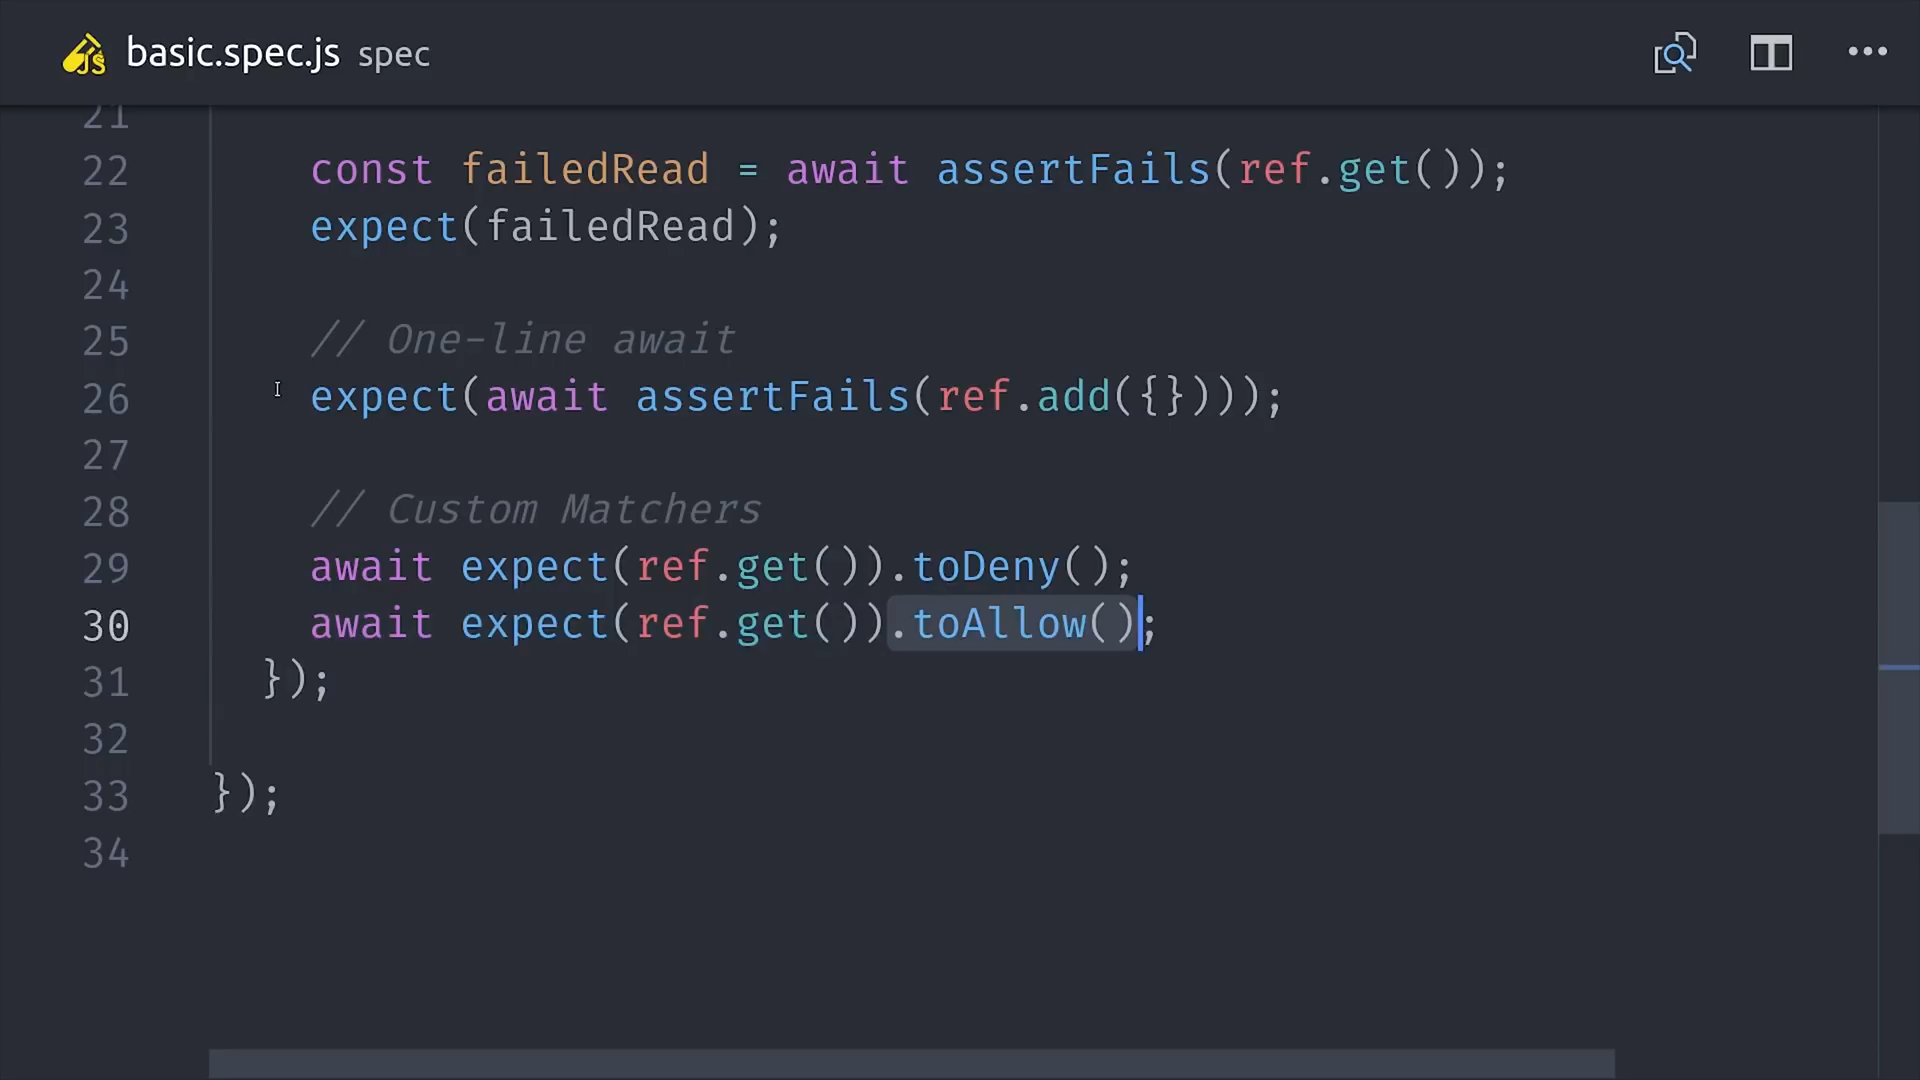 basic.spec.js spec
21
22 const failedRead = await assertFails(ref.get());
23 expect(failedRead);
24
25 // One-line await
26 expect(await assertFails(ref.add({})));
27
28 // Custom Matchers
29 await expect(ref.get()).toDeny();
30 await expect(ref.get()).toAllow();
31 });
32
33 });
34